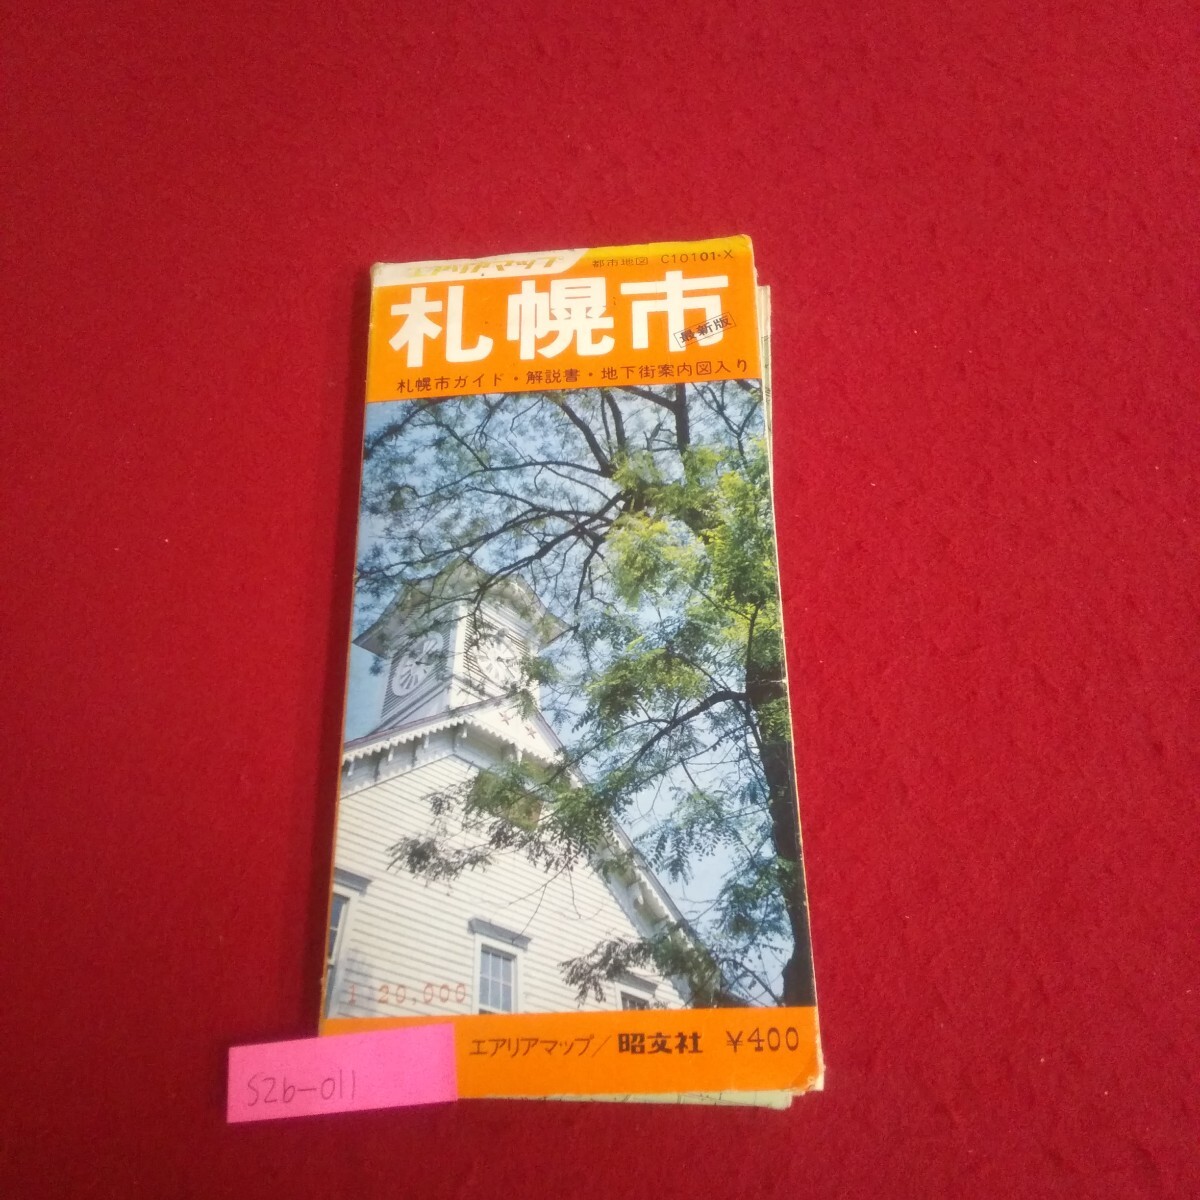 エアリアマップ
都市地図 C10101・X
札幌市
最新版
札幌市ガイド・解説書・地下街案内図入り
1:20,000
エアリアマップ/昭文社 ¥400
S2b-011